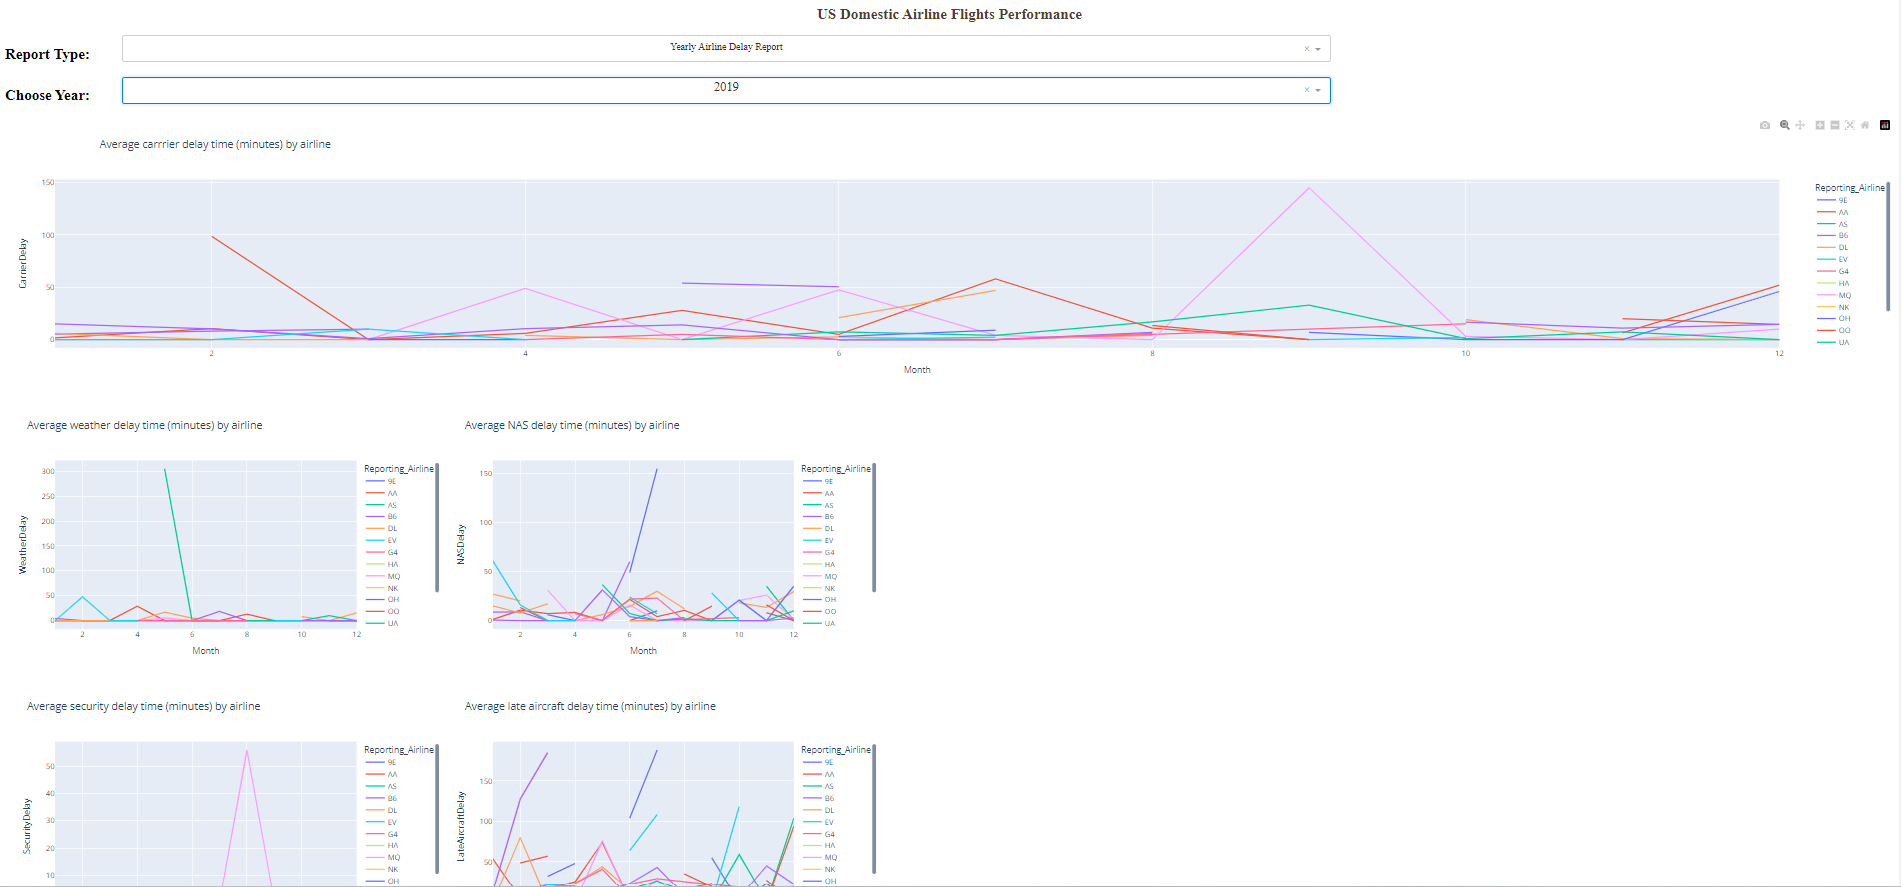 US Domestic Airline Flights Performance
Report Type:
Yearly Airline Delay Report
×
Choose Year:
2019
×
Average carrrier delay time (minutes) by airline
150
100
50
0
CarrierDelay
2
4
6
8
10
12
Month
Reporting_Airline
9E
AA
AS
B6
DL
EV
G4
HA
MQ
NK
OH
OO
UA
Average weather delay time (minutes) by airline
300
250
200
150
100
50
0
WeatherDelay
2
4
6
8
10
12
Month
Reporting_Airline
9E
AA
AS
B6
DL
EV
G4
HA
MQ
NK
OH
OO
UA
Average NAS delay time (minutes) by airline
150
100
50
0
NASDelay
2
4
6
8
10
12
Month
Reporting_Airline
9E
AA
AS
B6
DL
EV
G4
HA
MQ
NK
OH
OO
UA
Average security delay time (minutes) by airline
50
40
30
20
10
SecurityDelay
Reporting_Airline
9E
AA
AS
B6
DL
EV
G4
HA
MQ
NK
OH
Average late aircraft delay time (minutes) by airline
150
100
50
LateAircraftDelay
Reporting_Airline
9E
AA
AS
B6
DL
EV
G4
HA
MQ
NK
OH